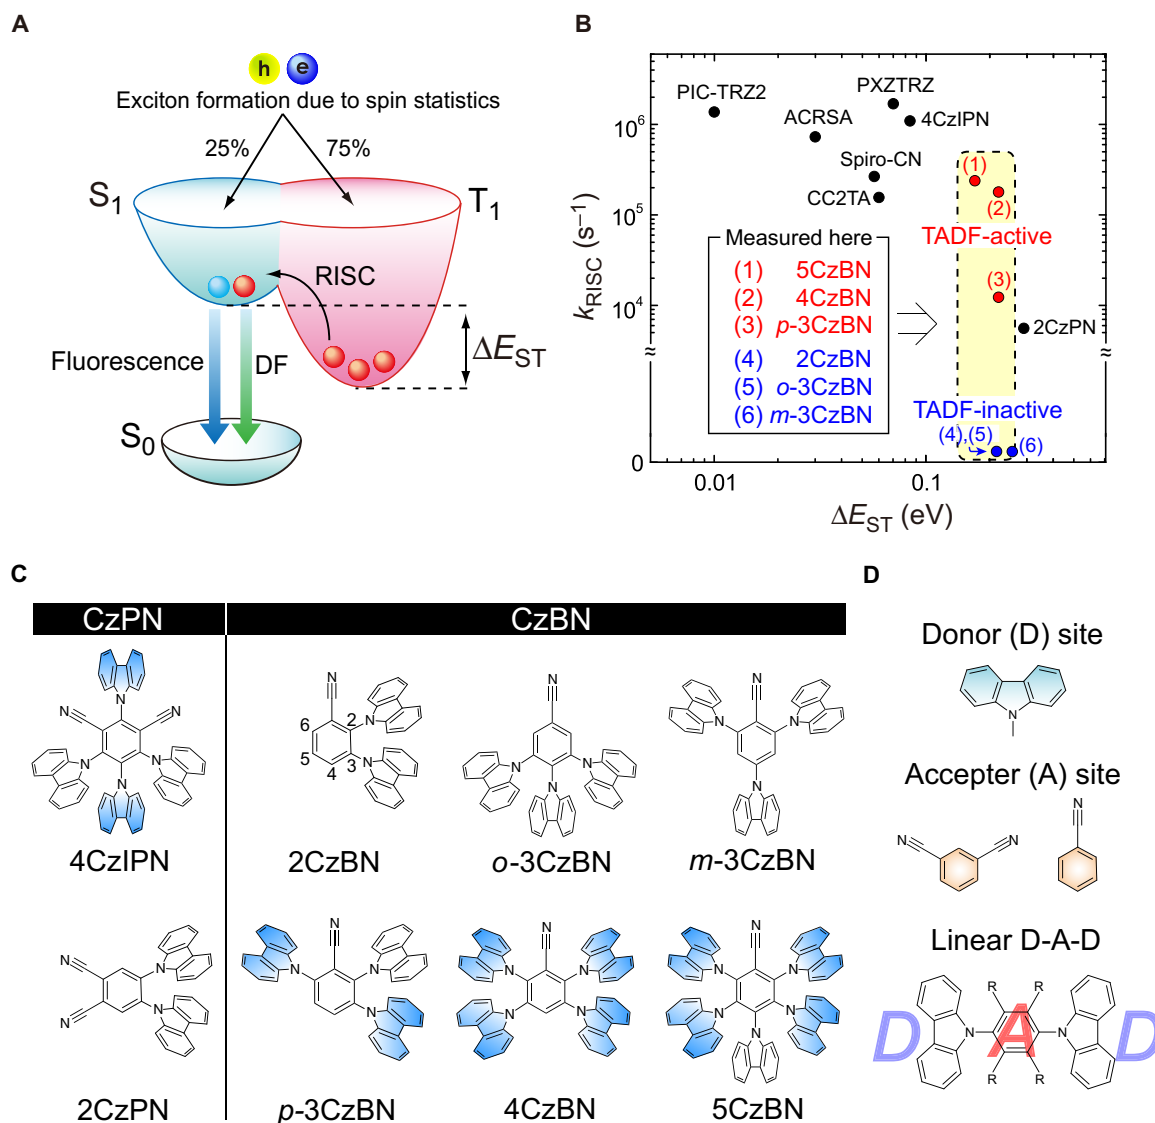 A
h e
Exciton formation due to spin statistics
25% 75%
S1 T1
RISC
ΔEST
Fluorescence DF
S0
B
kRISC (s−1)
10^6
10^5
10^4
0
0.01 0.1
ΔEST (eV)
PIC-TRZ2
ACRSA
PXZTRZ
4CzIPN
Spiro-CN
CC2TA
(1)
(2)
TADF-active
(3)
2CzPN
TADF-inactive
(4),(5)
(6)
Measured here
(1) 5CzBN
(2) 4CzBN
(3) p-3CzBN
(4) 2CzBN
(5) o-3CzBN
(6) m-3CzBN
C
CzPN CzBN
N
N N
N N
N
4CzIPN
N
6 2 N
5 3 N
4
2CzBN
N
N N
N
o-3CzBN
N
N N
N
m-3CzBN
N N
N N
2CzPN
N
N N
N
p-3CzBN
N
N N
N N
4CzBN
N
N N
N N
N
5CzBN
D
Donor (D) site
N
Accepter (A) site
N N
N
Linear D-A-D
R R
D N A N D
R R